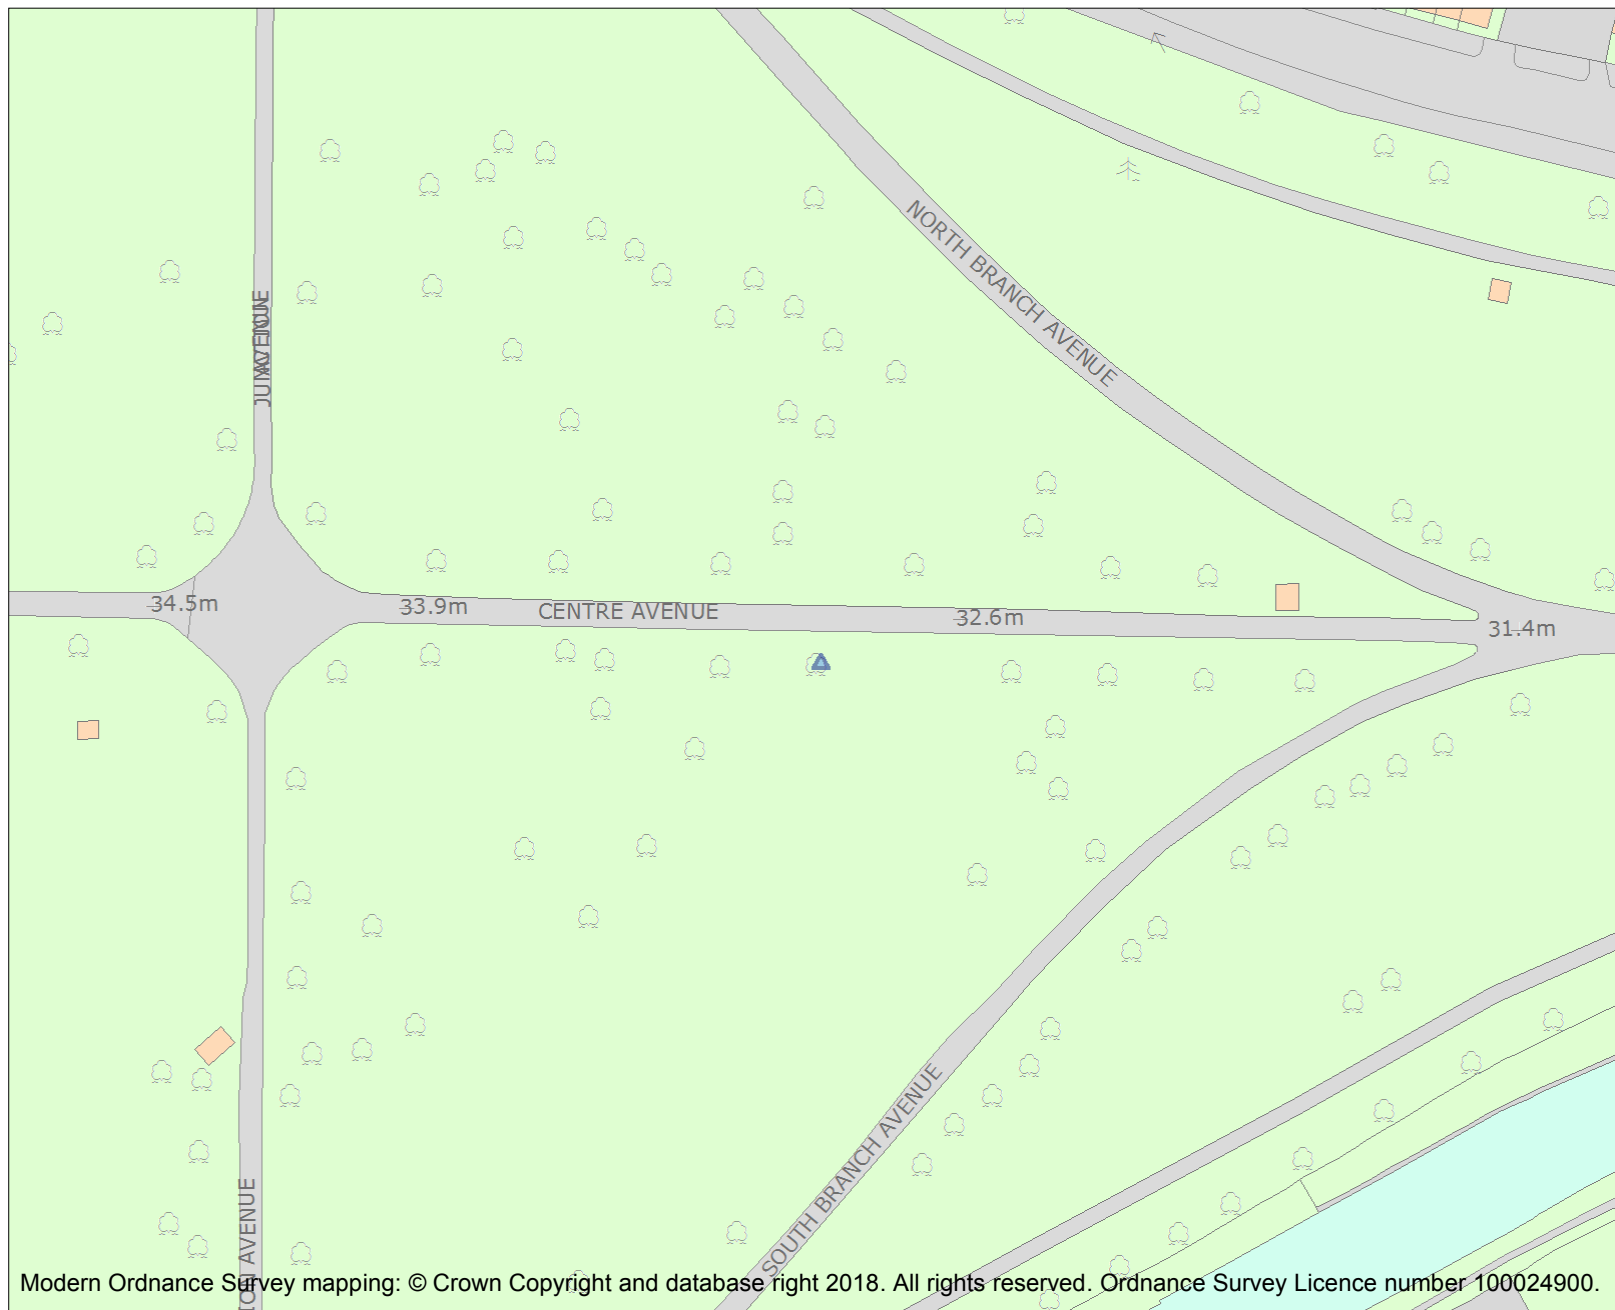 NORTH BRANCH AVENUE
AVENUE
34.5m
33.9m
CENTRE AVENUE
32.6m
31.4m
SOUTH BRANCH AVENUE
AVENUE
Modern Ordnance Survey mapping: © Crown Copyright and database right 2018. All rights reserved. Ordnance Survey Licence number 100024900.